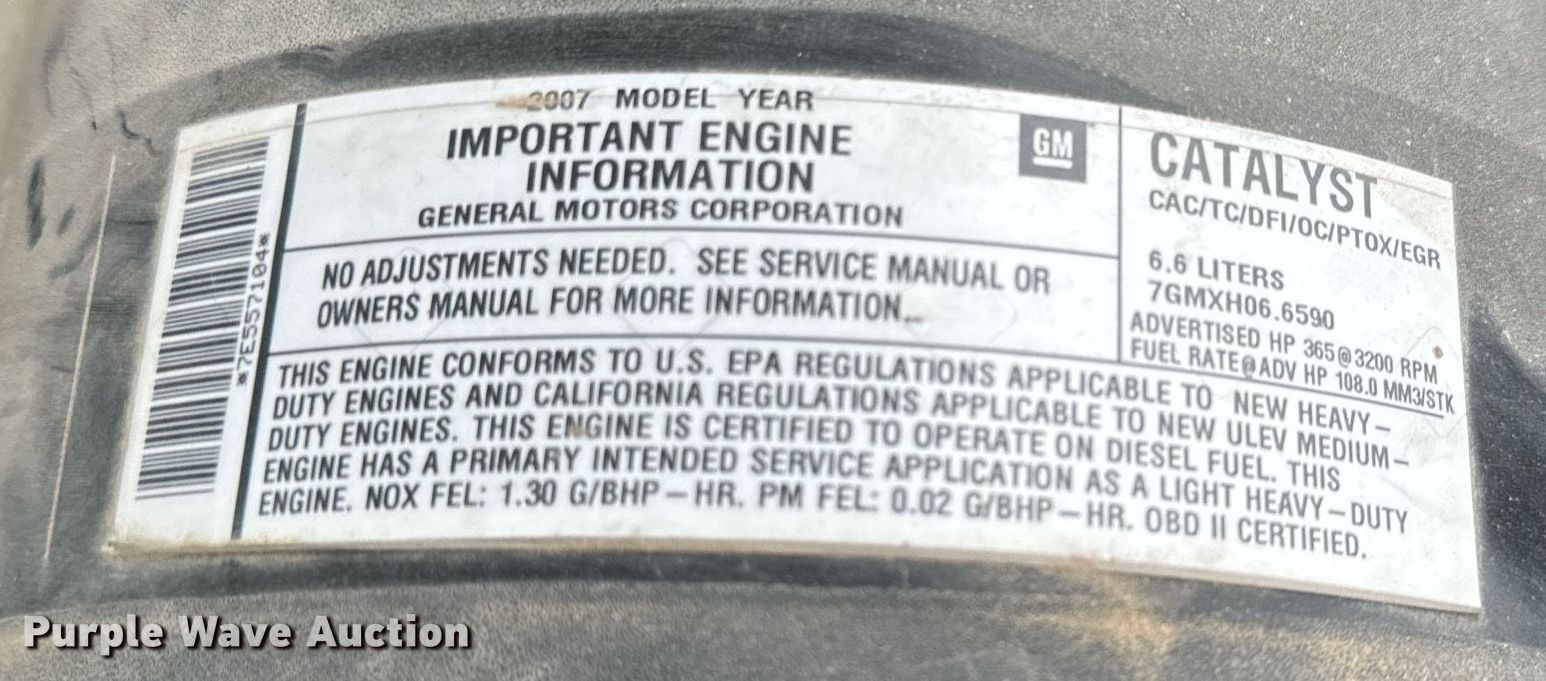 *7E557104*
2007 MODEL YEAR
IMPORTANT ENGINE
INFORMATION
GENERAL MOTORS CORPORATION
GM
NO ADJUSTMENTS NEEDED. SEE SERVICE MANUAL OR
OWNERS MANUAL FOR MORE INFORMATION.
CATALYST
CAC/TC/DFI/OC/PTOX/EGR
6.6 LITERS
7GMXH06.6590
ADVERTISED HP 365@3200 RPM
FUEL RATE@ADV HP 108.0 MM3/STK
THIS ENGINE CONFORMS TO U.S. EPA REGULATIONS APPLICABLE TO NEW HEAVY-
DUTY ENGINES AND CALIFORNIA REGULATIONS APPLICABLE TO NEW ULEV MEDIUM-
DUTY ENGINES. THIS ENGINE IS CERTIFIED TO OPERATE ON DIESEL FUEL. THIS
ENGINE HAS A PRIMARY INTENDED SERVICE APPLICATION AS A LIGHT HEAVY-DUTY
ENGINE. NOX FEL: 1.30 G/BHP-HR. PM FEL: 0.02 G/BHP-HR. OBD II CERTIFIED.
Purple Wave Auction